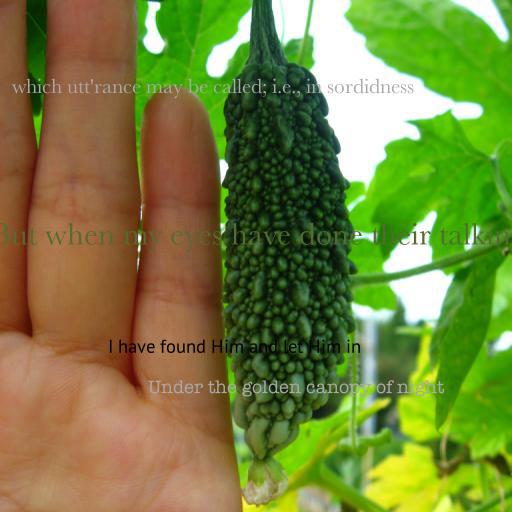 which utt'rance may be called; i.e., in sordidness
But when my eyes have done their talkin
I have found Him and let Him in
Under the golden canopy of night